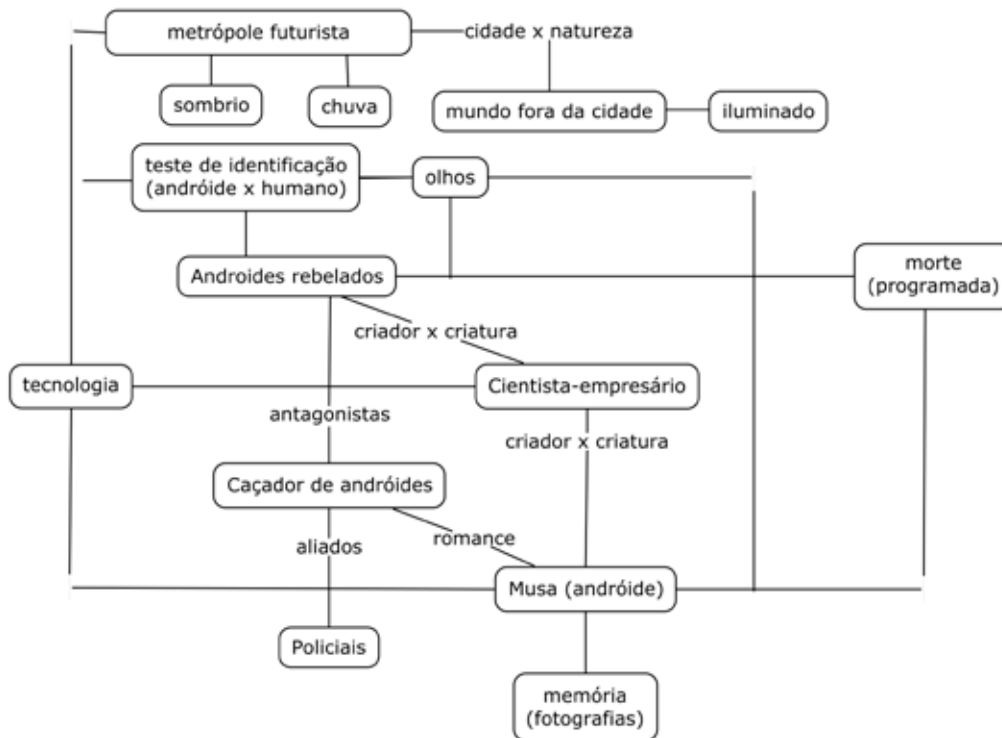 metrópole futurista
cidade x natureza
sombrio
chuva
mundo fora da cidade
iluminado
teste de identificação
(andróide x humano)
olhos
Androides rebelados
morte
(programada)
criador x criatura
tecnologia
Cientista-empresário
antagonistas
criador x criatura
Caçador de andróides
aliados
romance
Musa (andróide)
Policiais
memória
(fotografias)